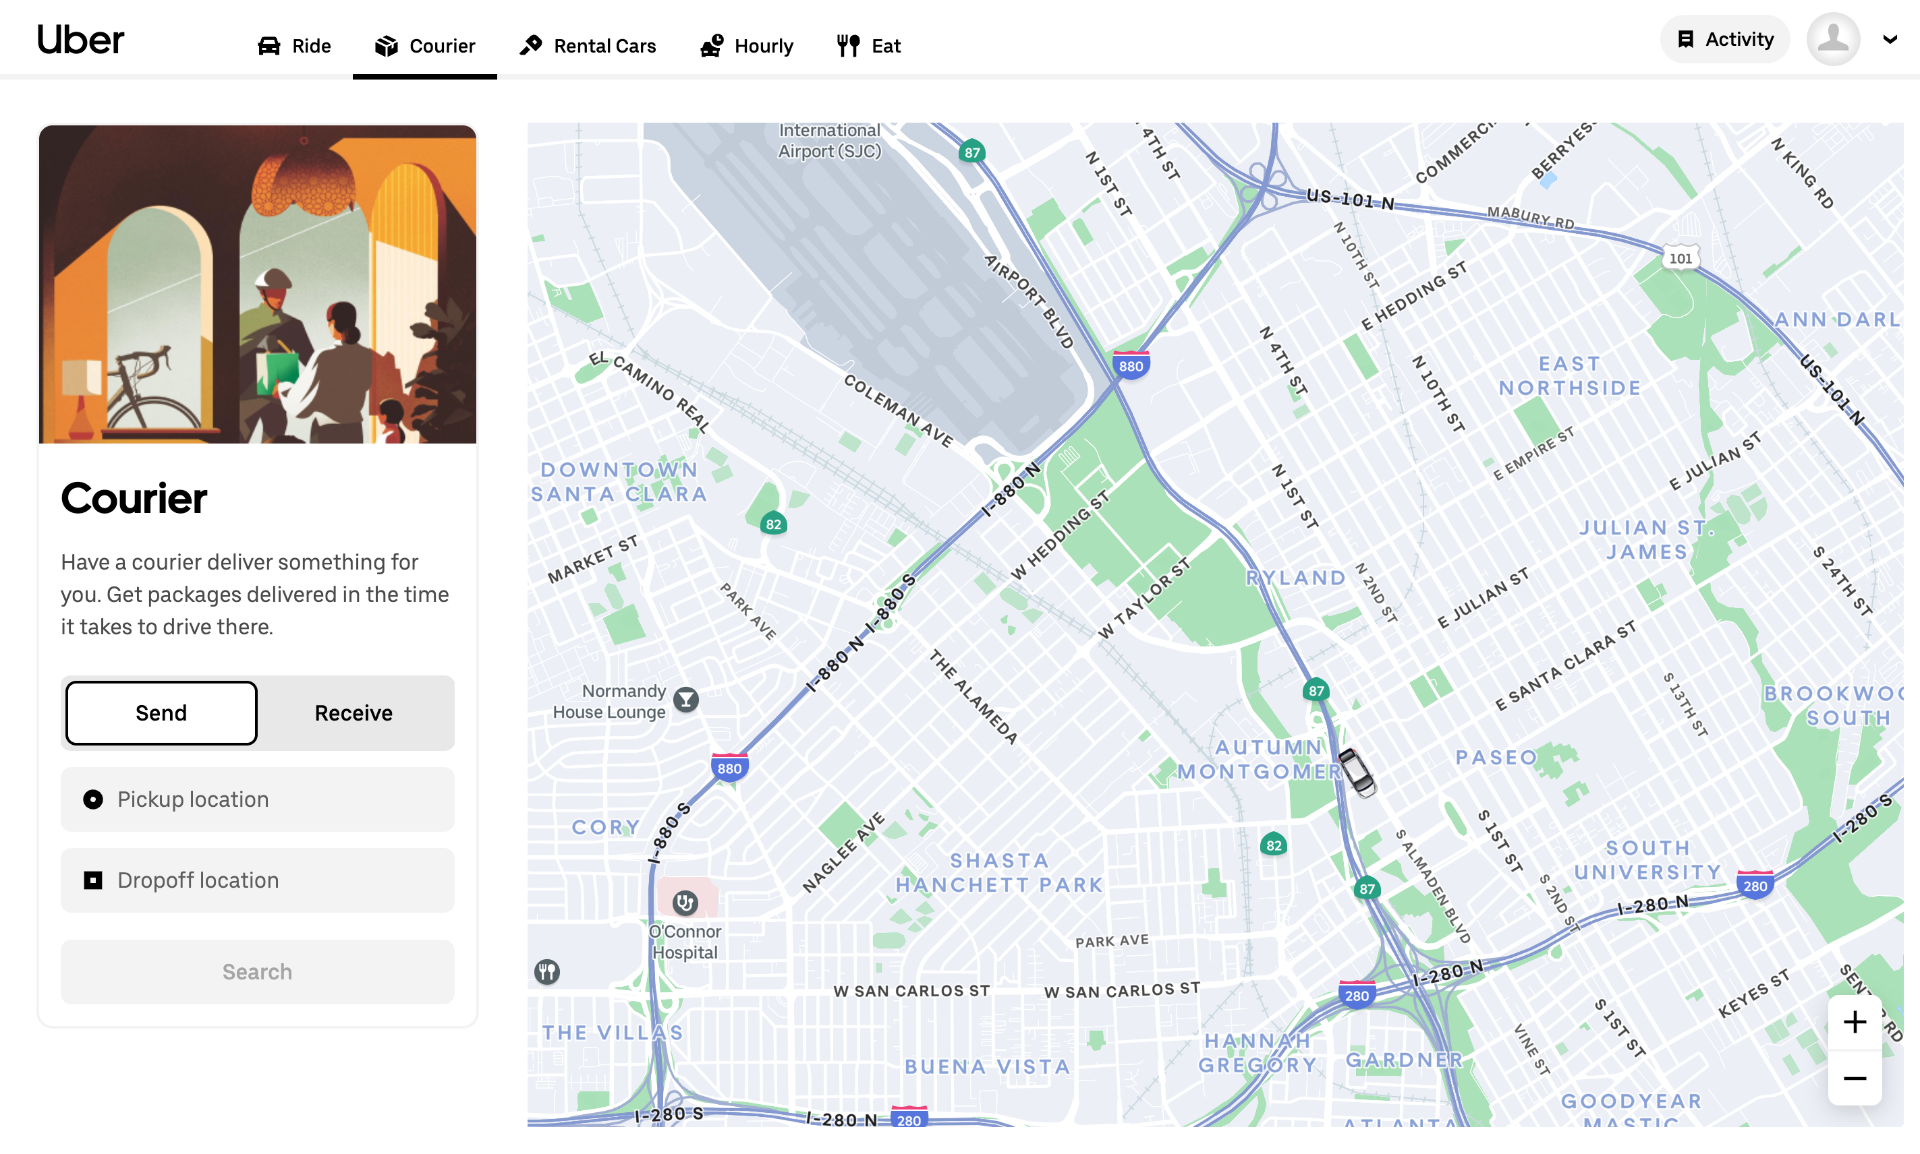 Uber
Ride
Courier
Rental Cars
Hourly
Eat
Activity
Courier
Have a courier deliver something for
you. Get packages delivered in the time
it takes to drive there.
Send
Receive
Pickup location
Dropoff location
Search
International
Airport (SJC)
87
N 1ST ST
N 4TH ST
US-101 N
COMMERCI
BERRYES
MABURY RD
N KING RD
101
N 10TH ST
AIRPORT BLVD
E HEDDING ST
ANN DARL
880
EL CAMINO REAL
COLEMAN AVE
N 4TH ST
N 10TH ST
EAST
NORTHSIDE
US-101 N
E EMPIRE ST
E JULIAN ST
DOWNTOWN
SANTA CLARA
82
I-880 N
N 1ST ST
W HEDDING ST
JULIAN ST.
JAMES
MARKET ST
PARK AVE
I-880 S
W TAYLOR ST
RYLAND
N 2ND ST
E JULIAN ST
S 24TH ST
I-880 N
THE ALAMEDA
E SANTA CLARA ST
Normandy
House Lounge
87
S 13TH ST
BROOKWOO
SOUTH
880
AUTUMN
MONTGOMER
PASEO
CORY
I-880 S
NAGLEE AVE
82
S 1ST ST
I-280 S
SHASTA
HANCHETT PARK
87
S ALMADEN BLVD
SOUTH
UNIVERSITY
280
S 2ND ST
I-280 N
O'Connor
Hospital
PARK AVE
I-280 N
W SAN CARLOS ST
W SAN CARLOS ST
280
KEYES ST
S 1ST ST
VINE ST
THE VILLAS
BUENA VISTA
HANNAH
GREGORY
GARDNER
I-280 S
I-280 N
280
ATLANTA
GOODYEAR
MASTIC